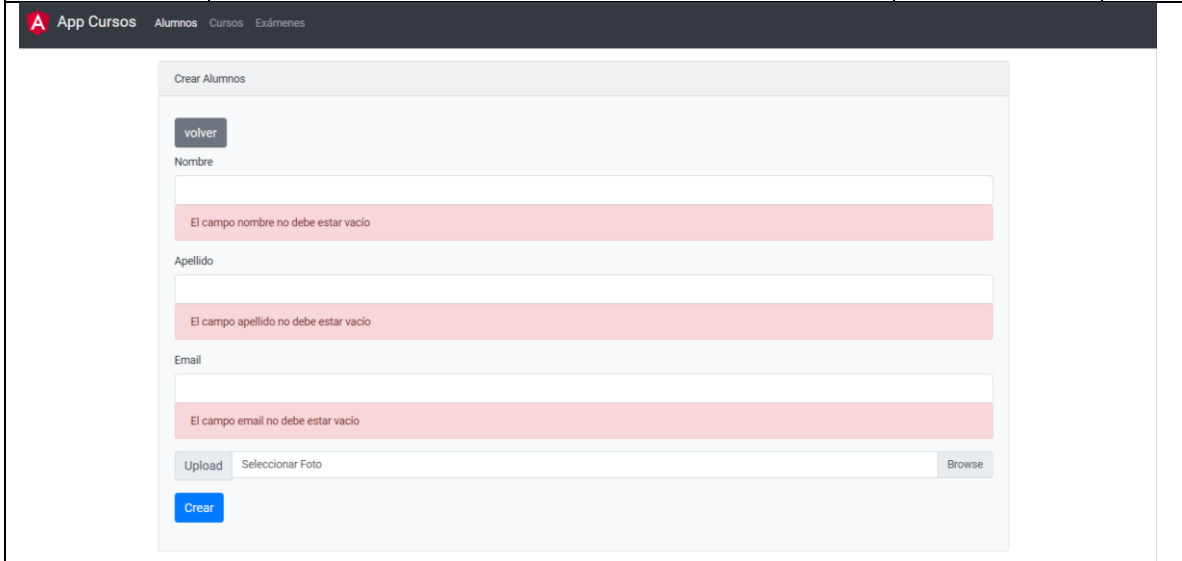 App Cursos Alumnos Cursos Exámenes
Crear Alumnos
volver
Nombre
El campo nombre no debe estar vacío
Apellido
El campo apellido no debe estar vacío
Email
El campo email no debe estar vacío
Upload Seleccionar Foto Browse
Crear